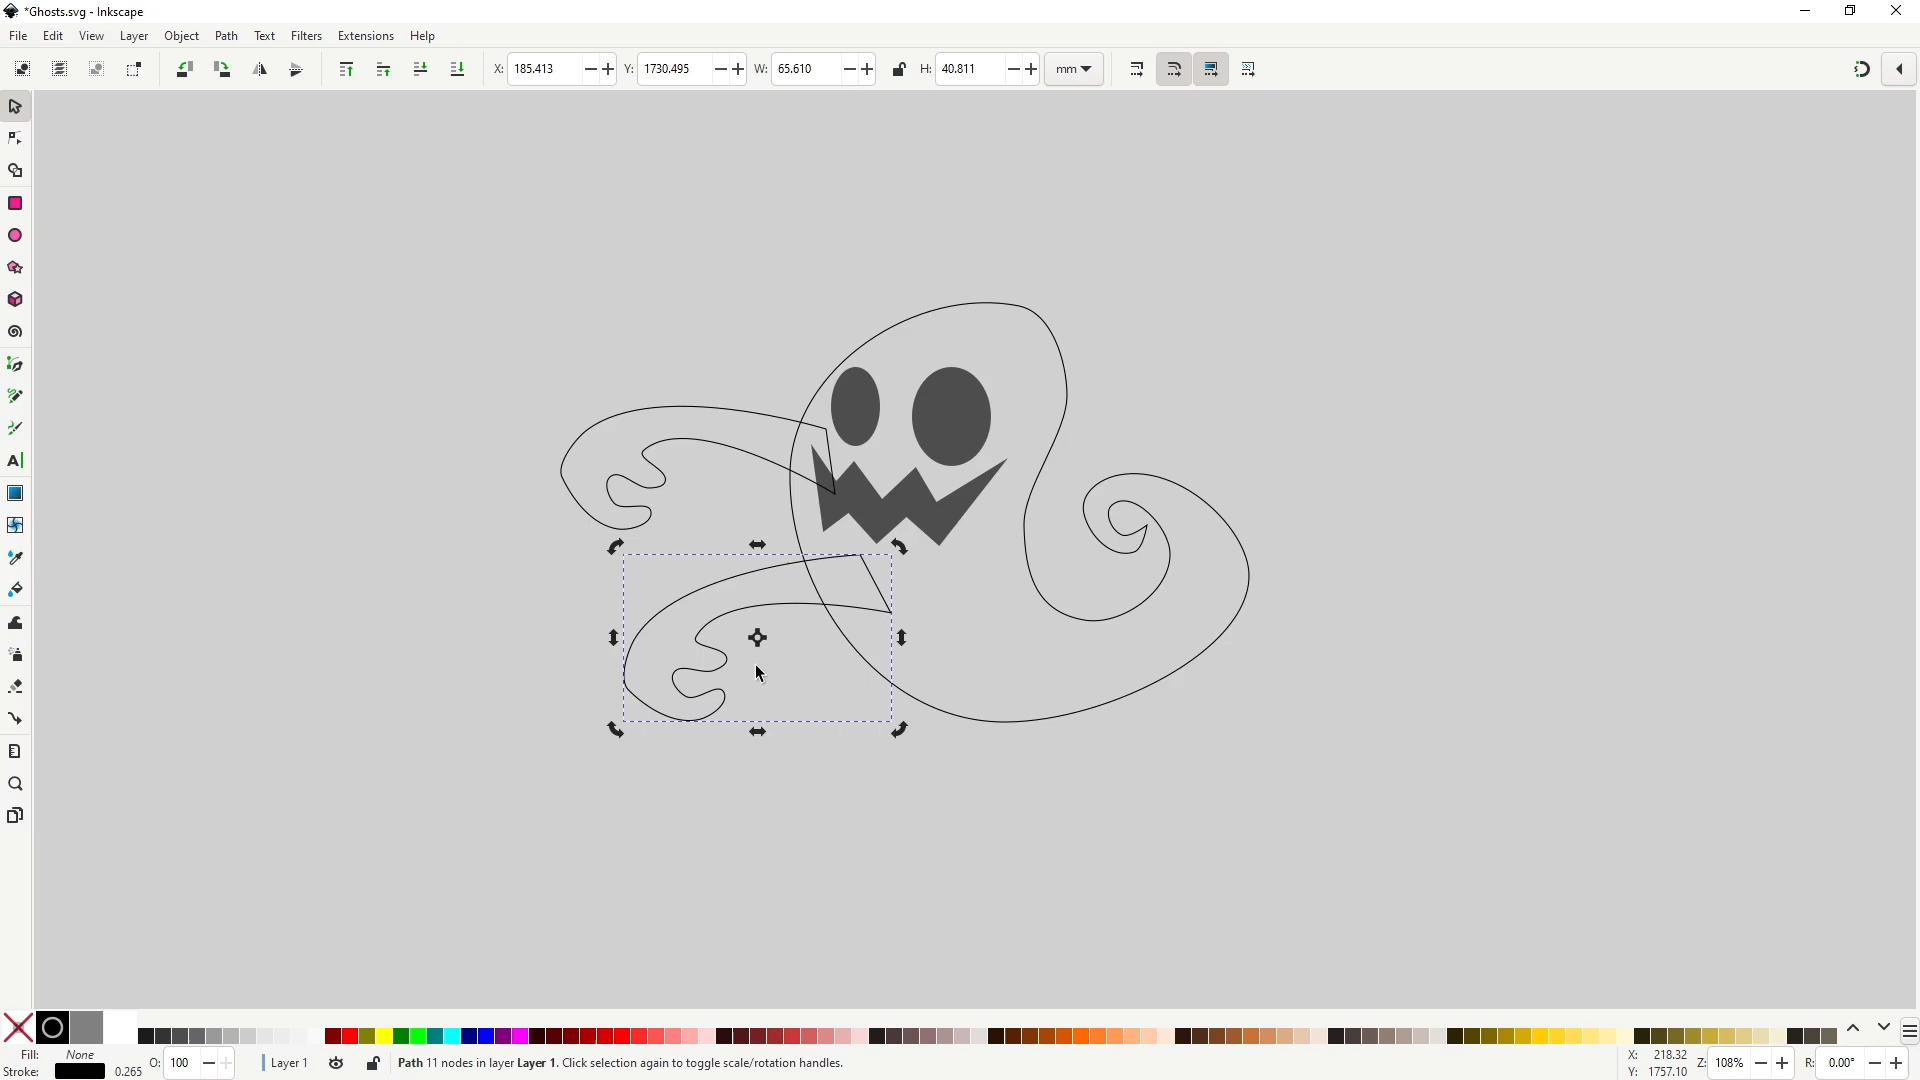 *Ghosts.svg - Inkscape
File Edit View Layer Object Path Text Filters Extensions Help
X: 185.413 Y: 1730.495 W: 65.610 H: 40.811 mm
Fill: None O: 100 Layer 1 Path 11 nodes in layer Layer 1. Click selection again to toggle scale/rotation handles. X: 218.32 Z: 108% R: 0.00°
Stroke: 0.265 Y: 1757.10